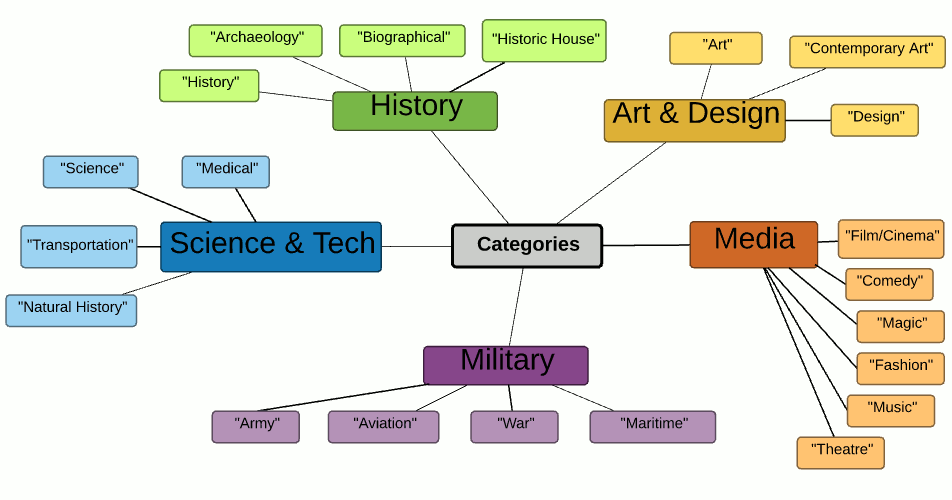 "Archaeology"
"Biographical"
"Historic House"
"History"
History
"Art"
"Contemporary Art"
Art & Design
"Design"
"Science"
"Medical"
"Transportation"
Science & Tech
"Natural History"
Categories
Media
"Film/Cinema"
"Comedy"
"Magic"
"Fashion"
"Music"
"Theatre"
Military
"Army"
"Aviation"
"War"
"Maritime"